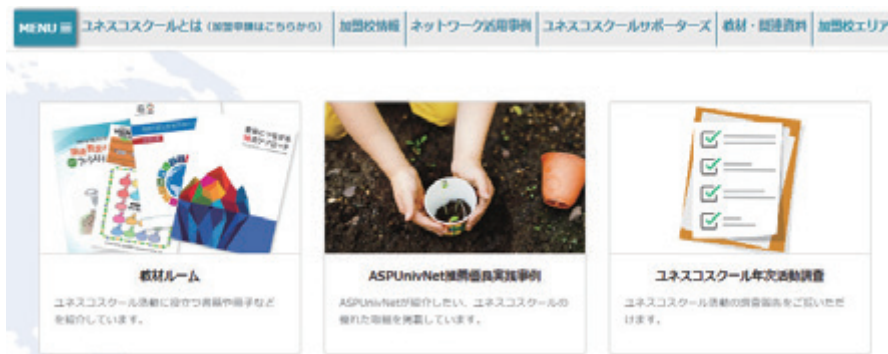 MENU ユネスコスクールとは（加盟申請はこちらから） 加盟校情報 ネットワーク活用事例 ユネスコスクールサポーターズ 教材・関連資料 加盟校エリア
教材ルーム
ユネスコスクール活動に役立つ書籍や冊子など
を紹介しています。
ASPUnivNet推薦優良実践事例
ASPUnivNetが紹介したい、ユネスコスクールの
優れた取組を掲載しています。
ユネスコスクール年次活動調査
ユネスコスクール活動の調査報告をご覧いただ
けます。